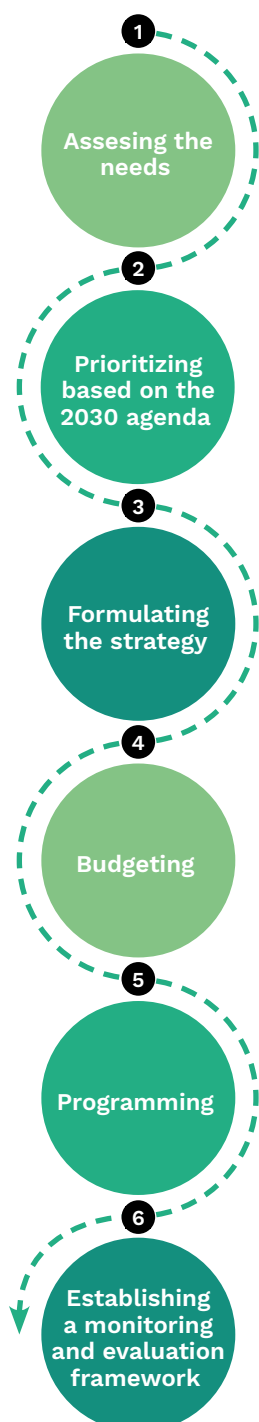 1
Assesing the
needs
2
Prioritizing
based on the
2030 agenda
3
Formulating
the strategy
4
Budgeting
5
Programming
6
Establishing
a monitoring
and evaluation
framework